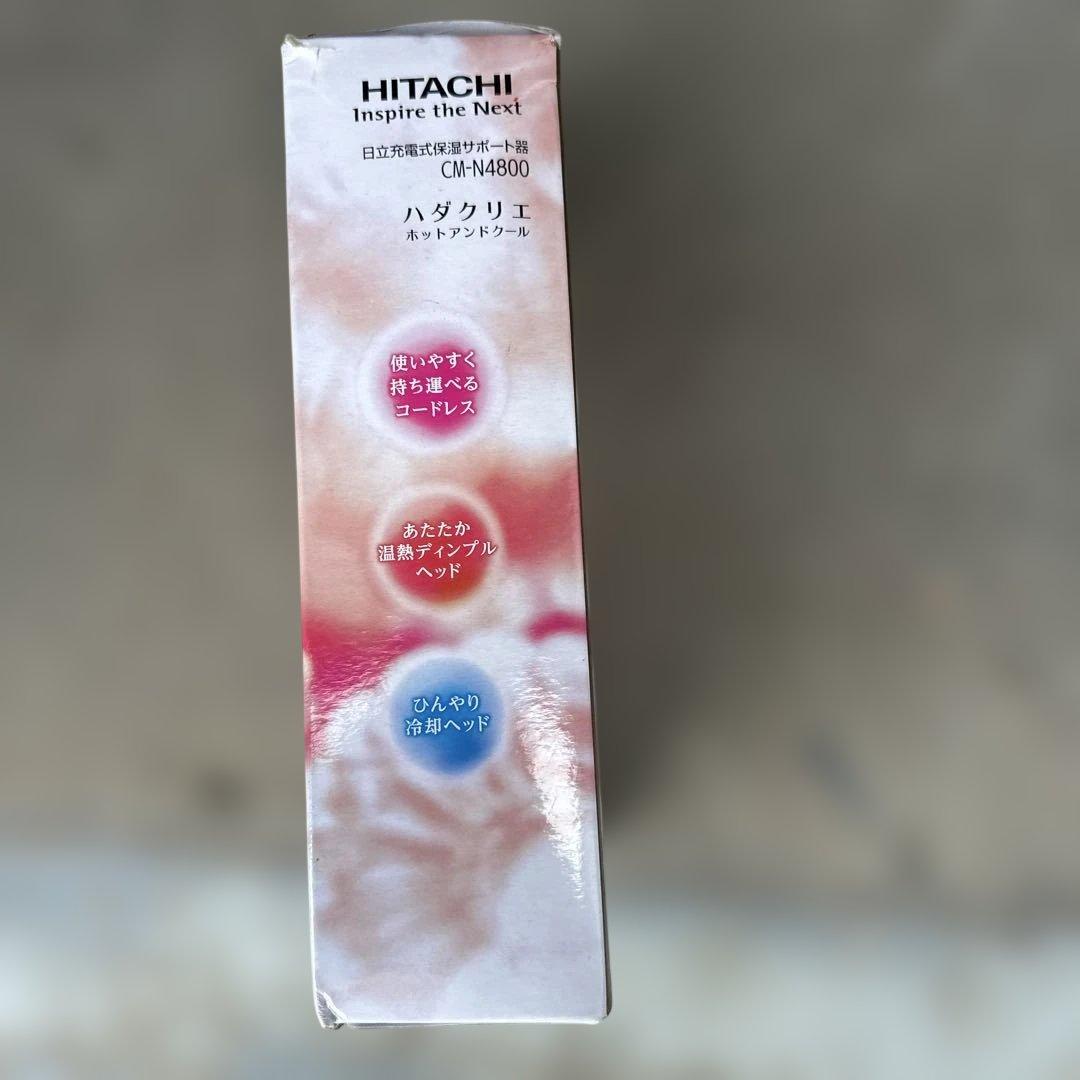 HITACHI
Inspire the Next
日立充電式保湿サポート器
CM-N4800
ハダクリエ
ホットアンドクール
使いやすく
持ち運べる
コードレス
あたたか
温熱ディンプル
ヘッド
ひんやり
冷却ヘッド